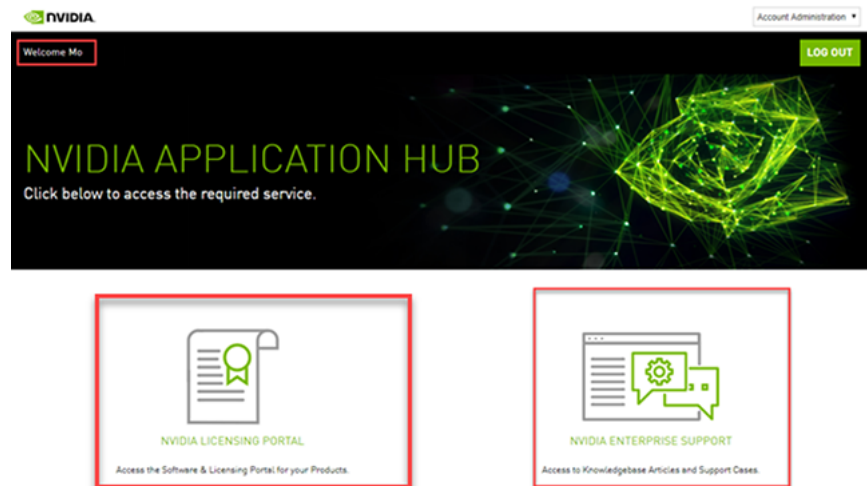 NVIDIA.
Account Administration
Welcome Mo
LOG OUT
NVIDIA APPLICATION HUB
Click below to access the required service.
NVIDIA LICENSING PORTAL
Access the Software & Licensing Portal for your Products.
NVIDIA ENTERPRISE SUPPORT
Access to Knowledgebase Articles and Support Cases.